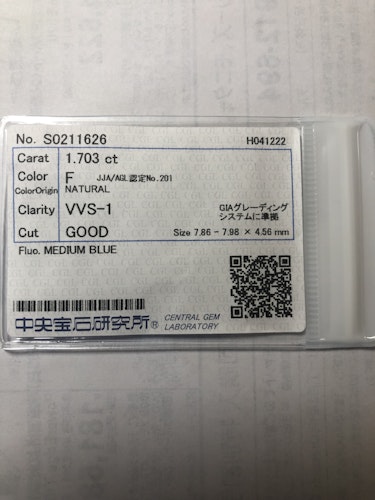 No. S0211626 H041222
Carat 1.703 ct
Color F JJA/AGL認定No.201
ColorOrigin NATURAL
Clarity VVS-1 GIAグレーディング
システムに準拠
Cut GOOD Size 7.86 - 7.98 × 4.56 mm
Fluo. MEDIUM BLUE
中央宝石研究所® CENTRAL GEM
LABORATORY